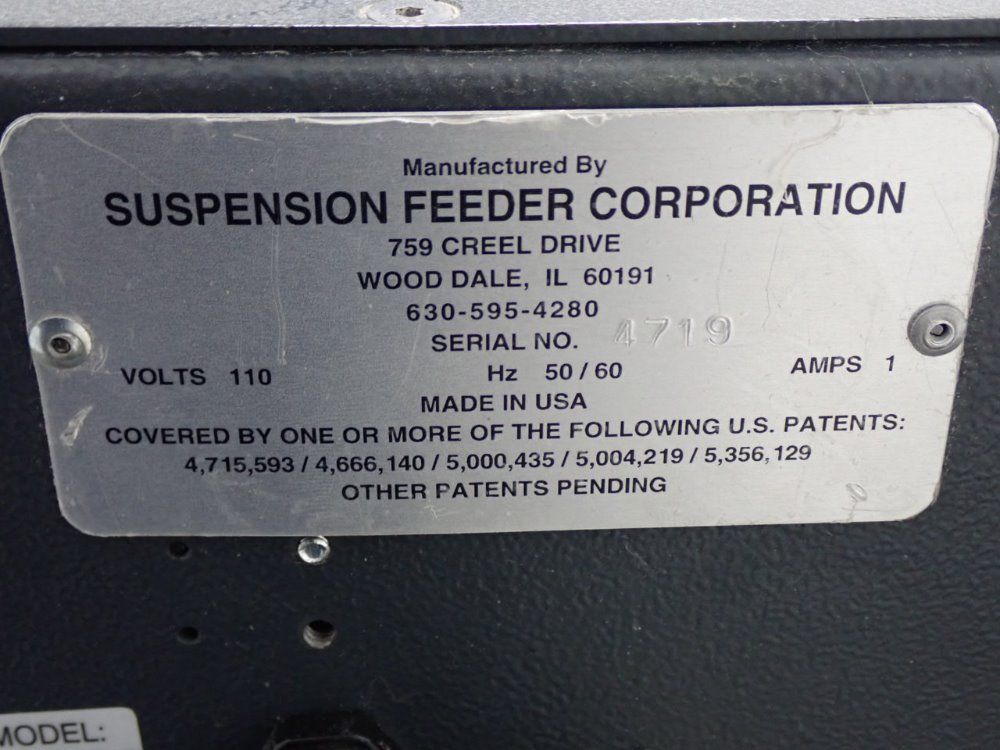 Manufactured By
SUSPENSION FEEDER CORPORATION
759 CREEL DRIVE
WOOD DALE, IL 60191
630-595-4280
SERIAL NO. 4719
VOLTS 110 Hz 50 / 60 AMPS 1
MADE IN USA
COVERED BY ONE OR MORE OF THE FOLLOWING U.S. PATENTS:
4,715,593 / 4,666,140 / 5,000,435 / 5,004,219 / 5,356,129
OTHER PATENTS PENDING
MODEL: